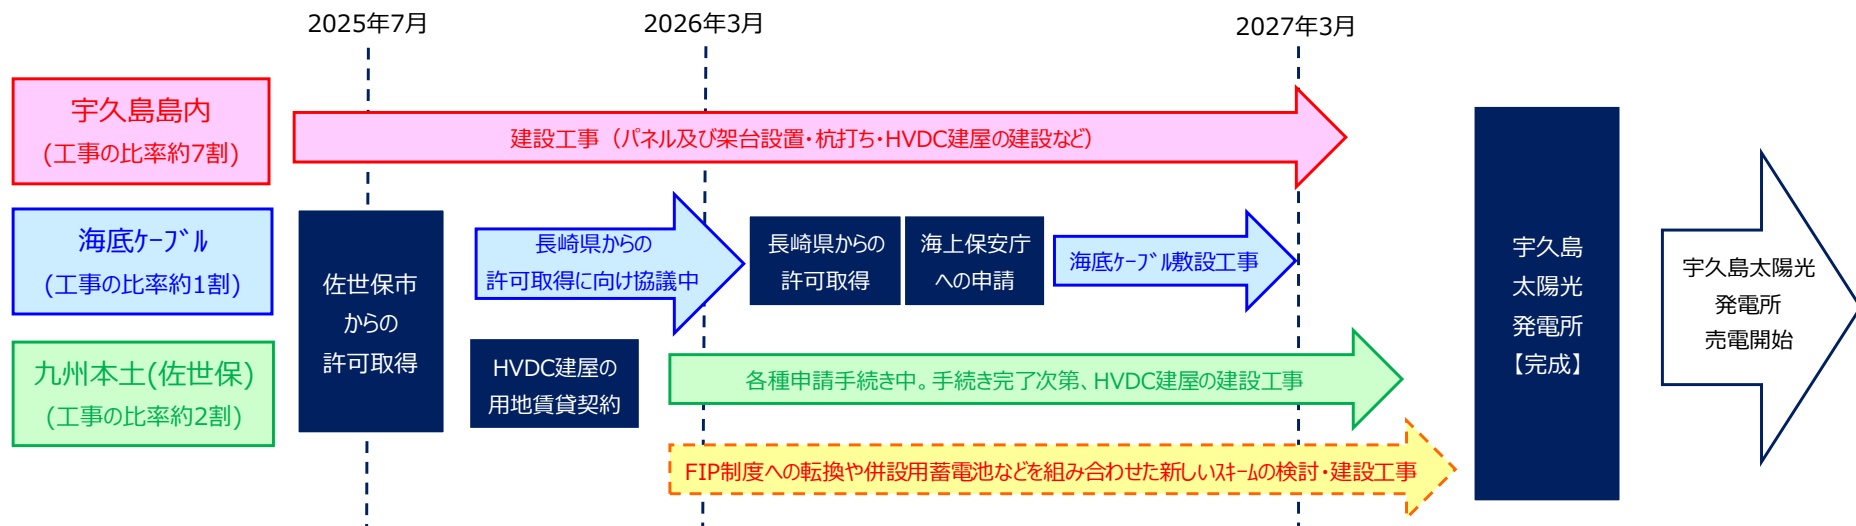 2025年7月
2026年3月
2027年3月
宇久島島内
(工事の比率約7割)
建設工事（パネル及び架台設置・杭打ち・HVDC建屋の建設など）
海底ｹｰﾌﾞﾙ
(工事の比率約1割)
佐世保市
からの
許可取得
長崎県からの
許可取得に向け協議中
長崎県からの
許可取得
海上保安庁
への申請
海底ｹｰﾌﾞﾙ敷設工事
九州本土(佐世保)
(工事の比率約2割)
HVDC建屋の
用地賃貸契約
各種申請手続き中。手続き完了次第、HVDC建屋の建設工事
FIP制度への転換や併設用蓄電池などを組み合わせた新しいｽｷｰﾑの検討・建設工事
宇久島
太陽光
発電所
【完成】
宇久島太陽光
発電所
売電開始